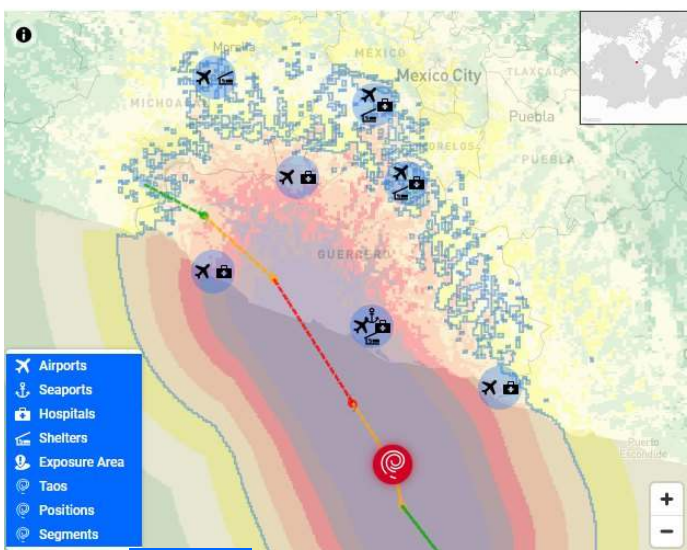 Morelia
MÉXICO
Mexico City
TLAXCALA
MICHOACÁN
Puebla
MORELOS
PUEBLA
GUERRERO
Airports
Seaports
Hospitals
Shelters
Exposure Area
Taos
Positions
Segments
Puerto
Escondido
+
−